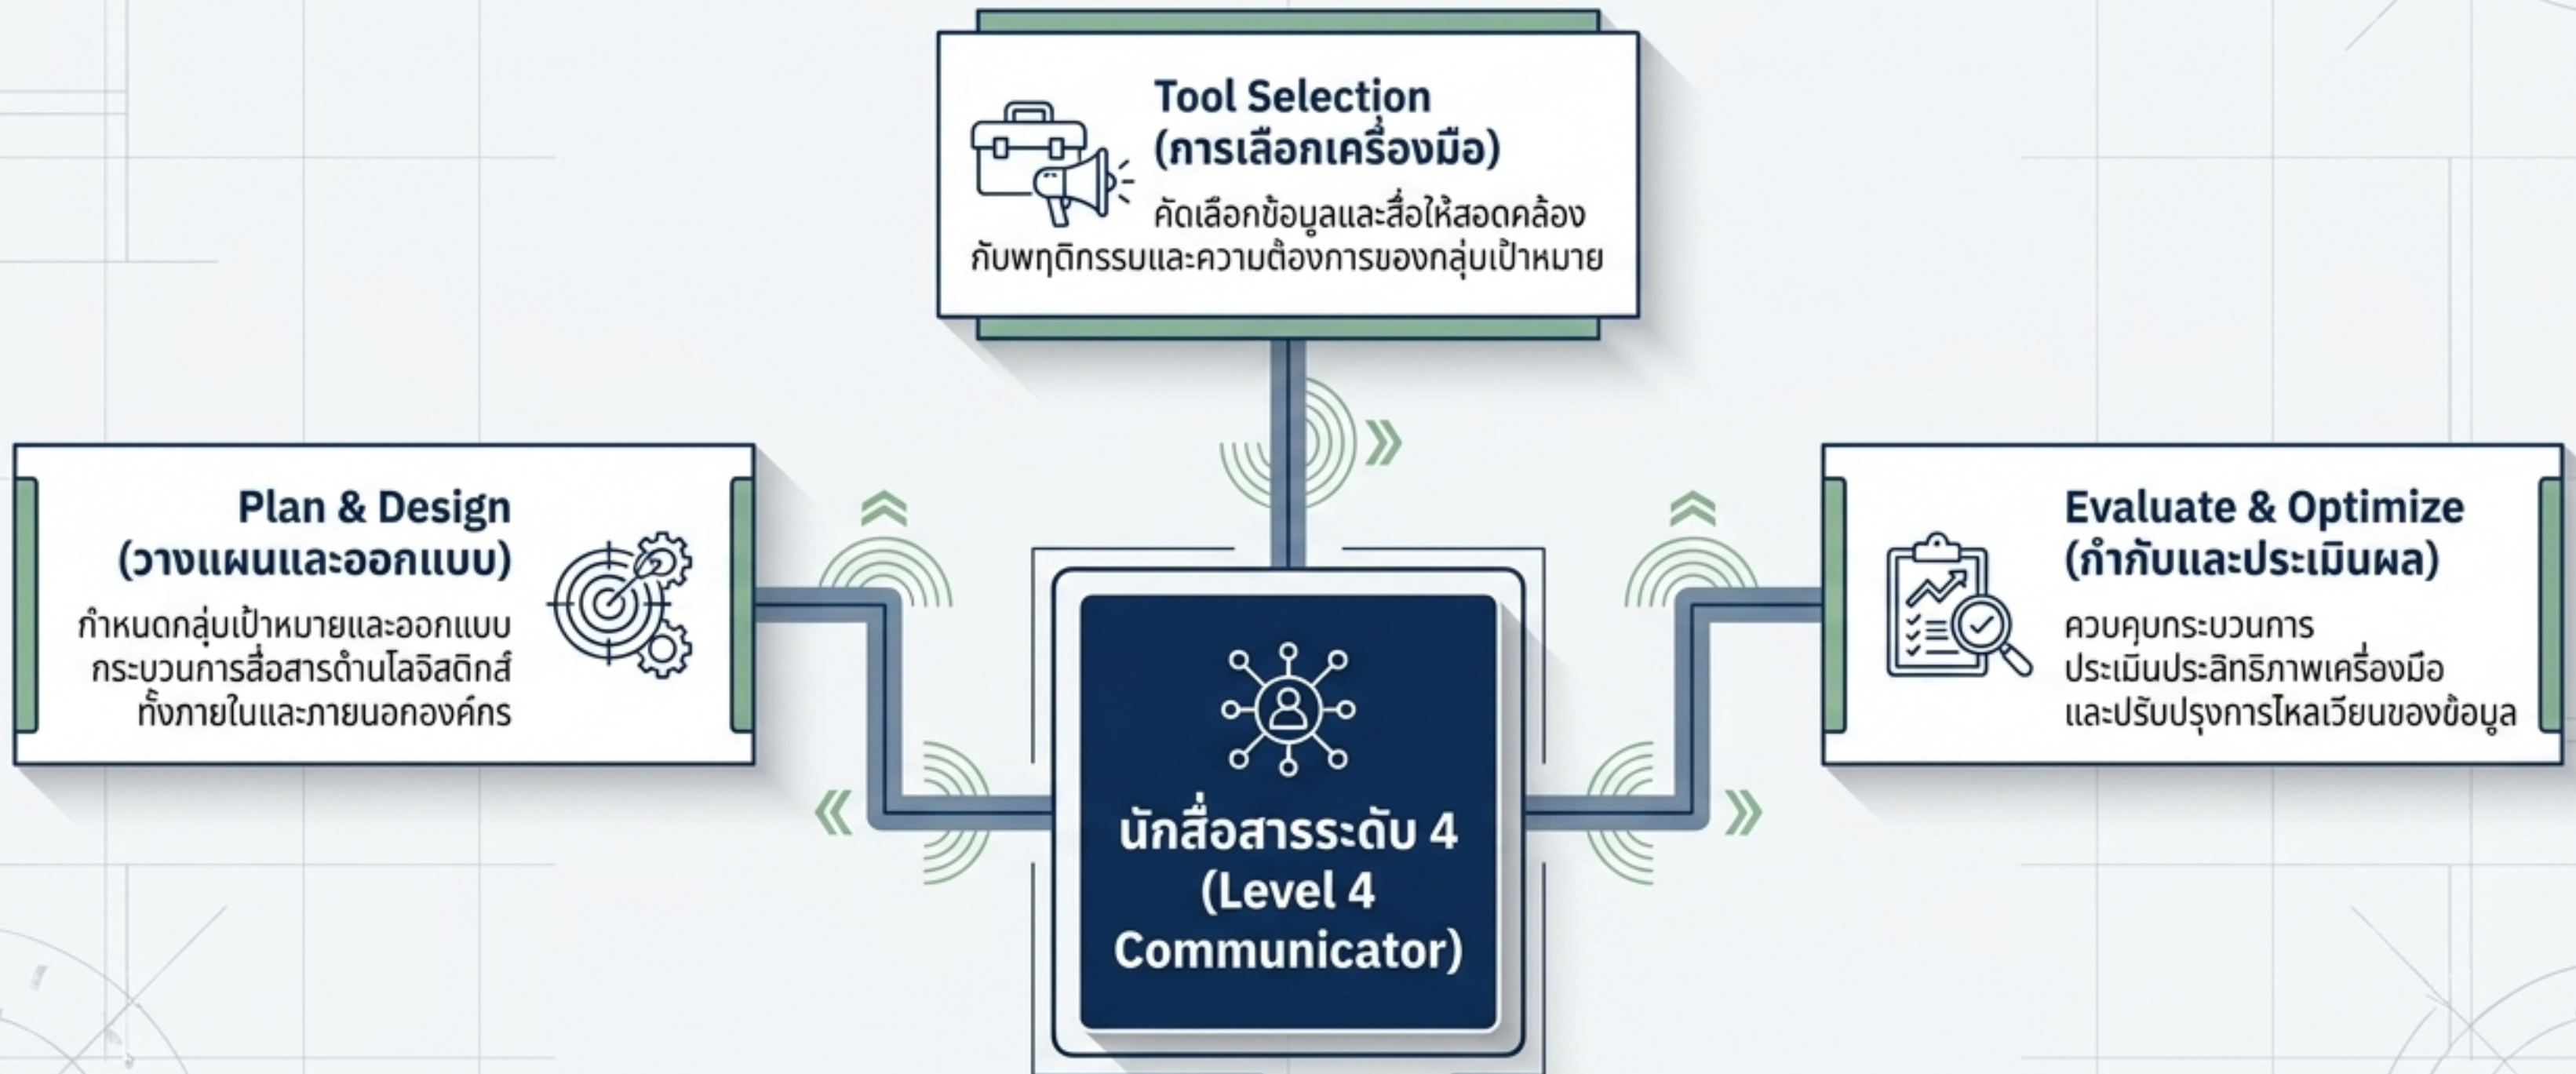 Tool Selection
(การเลือกเครื่องมือ)
คัดเลือกข้อมูลและสื่อให้สอดคล้อง
กับพฤติกรรมและความต้องการของกลุ่มเป้าหมาย
Plan & Design
(วางแผนและออกแบบ)
กำหนดกลุ่มเป้าหมายและออกแบบ
กระบวนการสื่อสารด้านโลจิสติกส์
ทั้งภายในและภายนอกองค์กร
Evaluate & Optimize
(กำกับและประเมินผล)
ควบคุบกระบวนการ
ประเมินประลิทธิภาพเครื่องมือ
และปรับปรุงการไหลเวียนของข้อมูล
นักสื่อสารระดับ 4
(Level 4
Communicator)